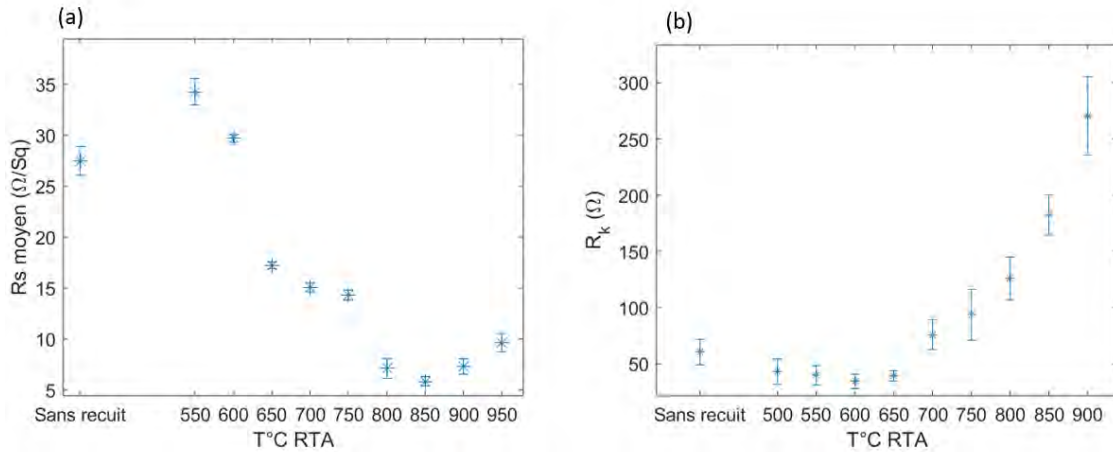 (a)
35
30
25
20
15
10
5
Rs moyen (Ω/Sq)
Sans recuit 550 600 650 700 750 800 850 900 950
T°C RTA
(b)
300
250
200
150
100
50
R_k (Ω)
Sans recuit 500 550 600 650 700 750 800 850 900
T°C RTA